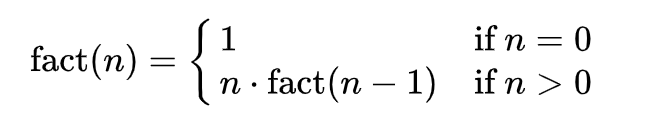 fact(n) = { 1 if n = 0
n · fact(n − 1) if n > 0